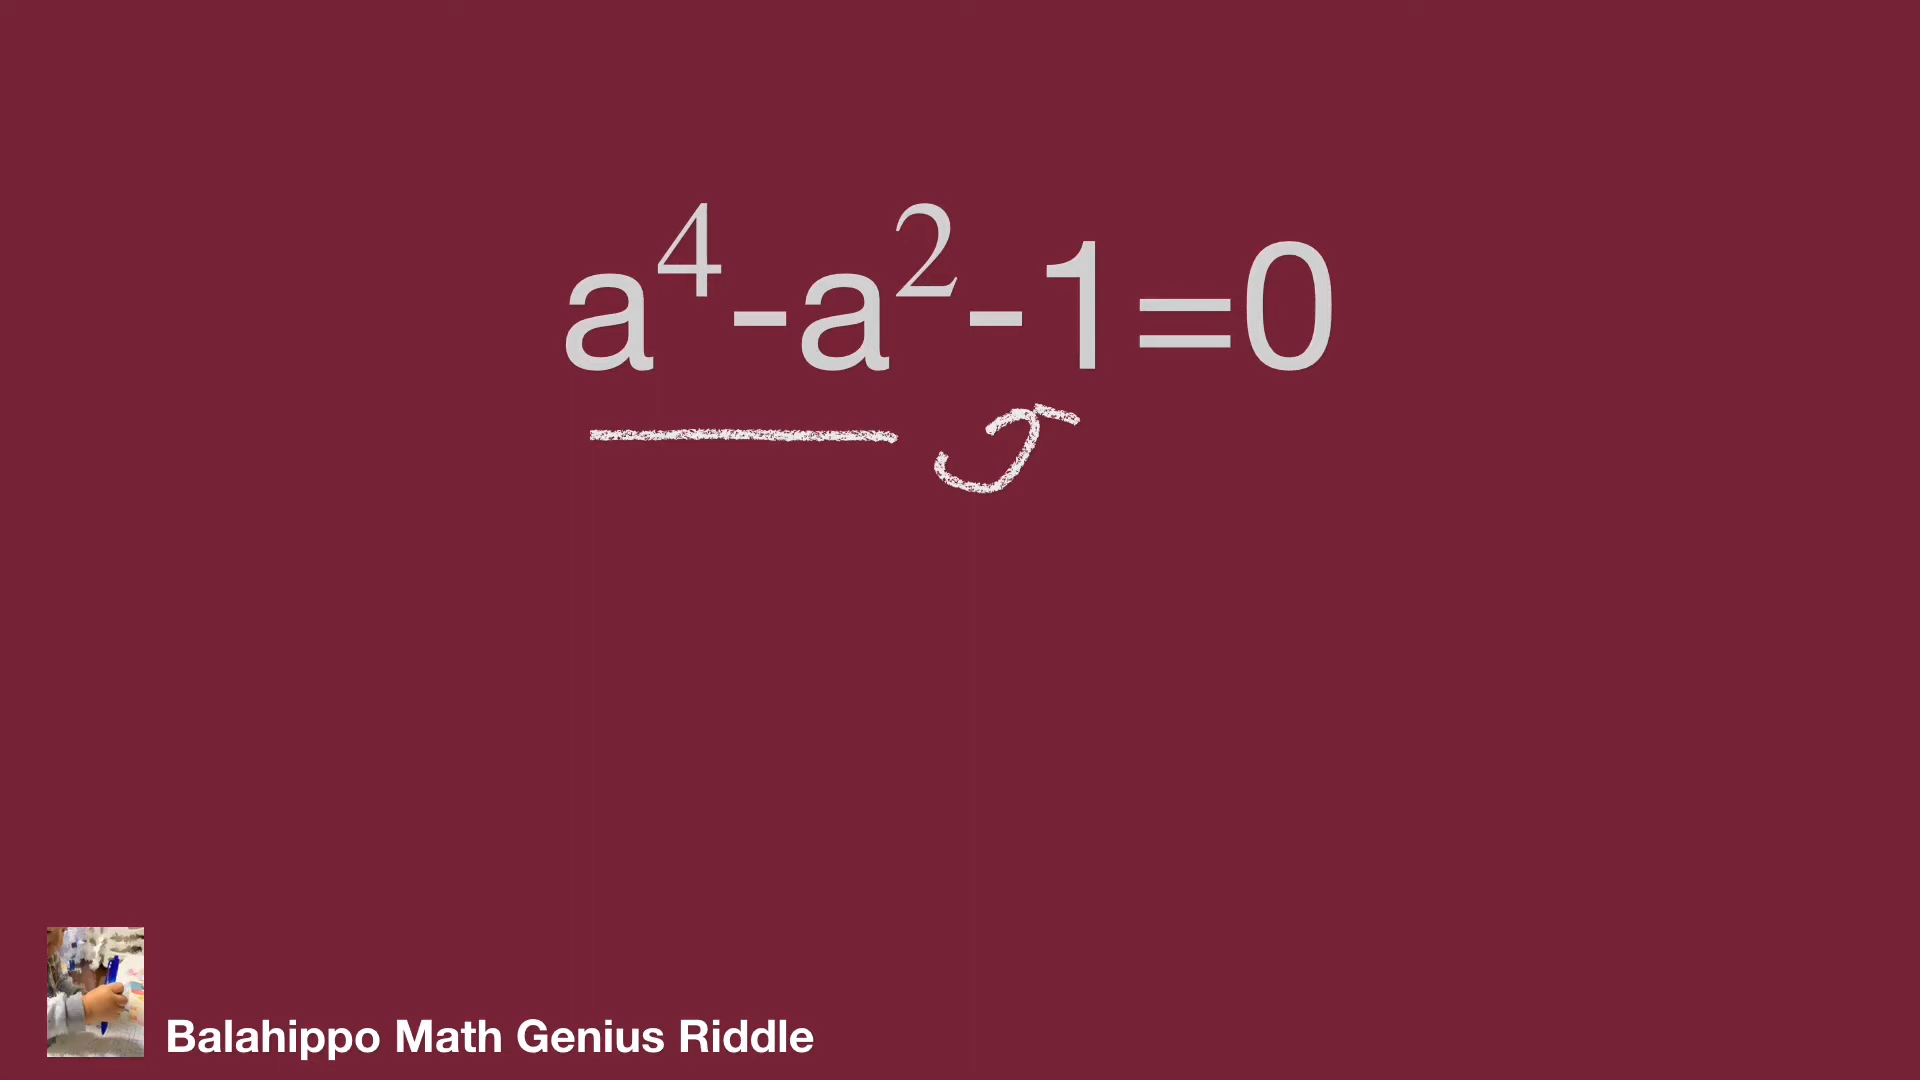 a⁴-a²-1=0
Balahippo Math Genius Riddle